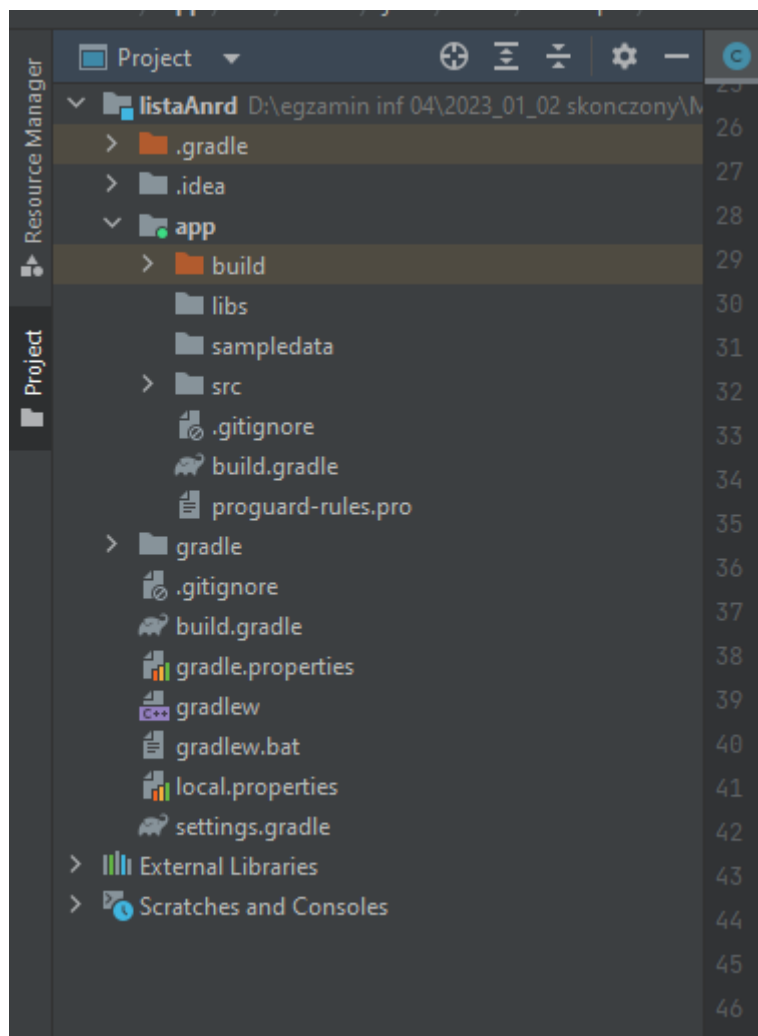 Project
Resource Manager
Project
listaAnrd D:\egzamin inf 04\2023_01_02 skonczony\M
.gradle
.idea
app
build
libs
sampledata
src
.gitignore
build.gradle
proguard-rules.pro
gradle
.gitignore
build.gradle
gradle.properties
C++ gradlew
gradlew.bat
local.properties
settings.gradle
External Libraries
Scratches and Consoles
C
25
26
27
28
29
30
31
32
33
34
35
36
37
38
39
40
41
42
43
44
45
46